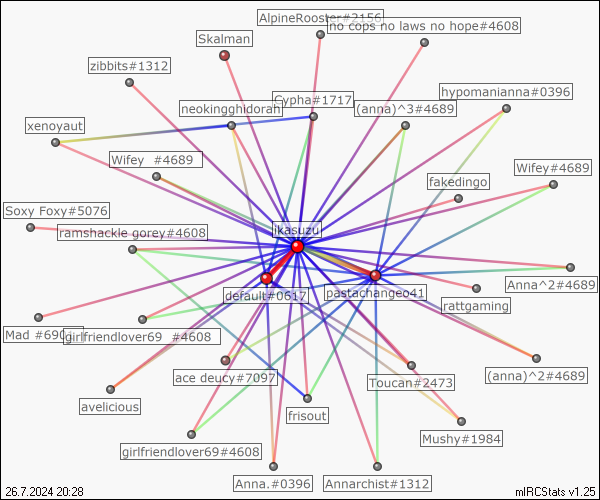 AlpineRooster#2156
no cops no laws no hope#4608
Skalman
zibbits#1312
hypomanianna#0396
Cypha#1717
neokingghidorah
(anna)^3#4689
xenoyaut
Wifey #4689
Wifey#4689
fakedingo
Soxy Foxy#5076
ramshackle gorey#4608
ikasuzu
Anna^2#4689
default#0617
pastachangeo41
rattgaming
Mad
girlfriendlover69 #4608
ace deucy#7097
Toucan#2473
(anna)^2#4689
avelicious
frisout
Mushy#1984
girlfriendlover69#4608
Anna.#0396
Annarchist#1312
26.7.2024 20:28
mIRCStats v1.25